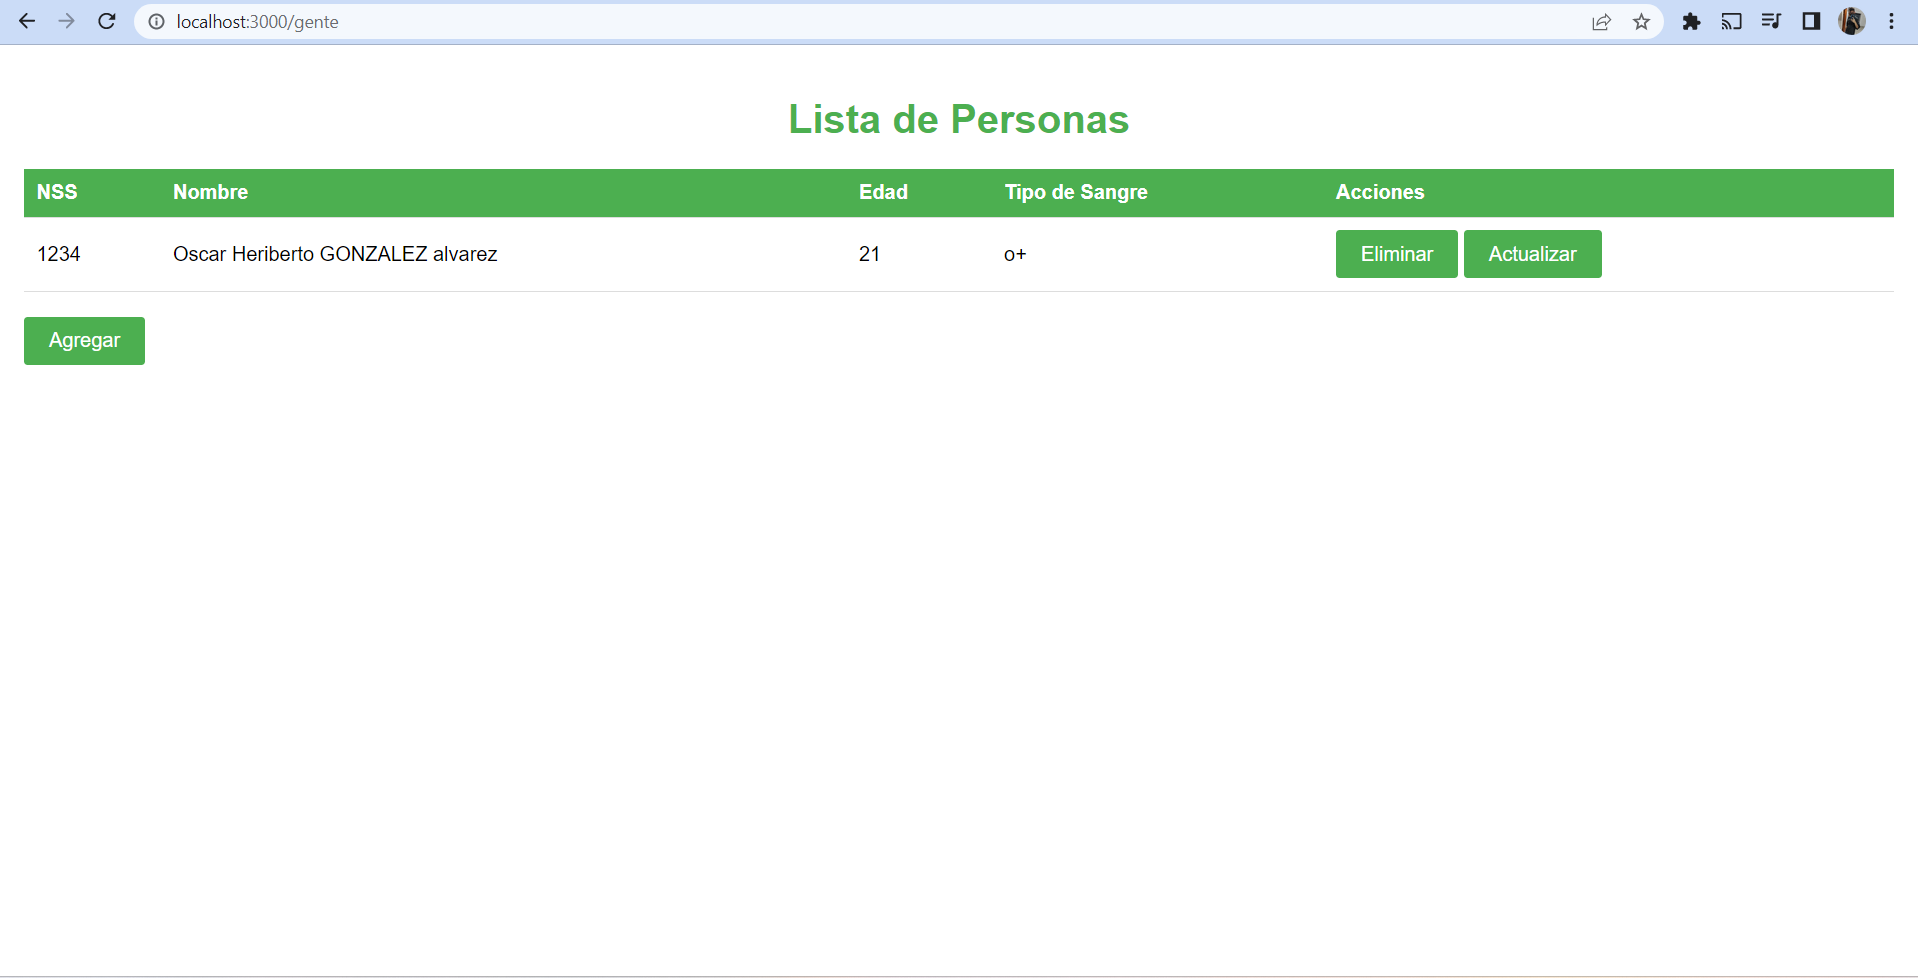 localhost:3000/gente
Lista de Personas
NSS Nombre Edad Tipo de Sangre Acciones
1234 Oscar Heriberto GONZALEZ alvarez 21 o+ Eliminar Actualizar
Agregar